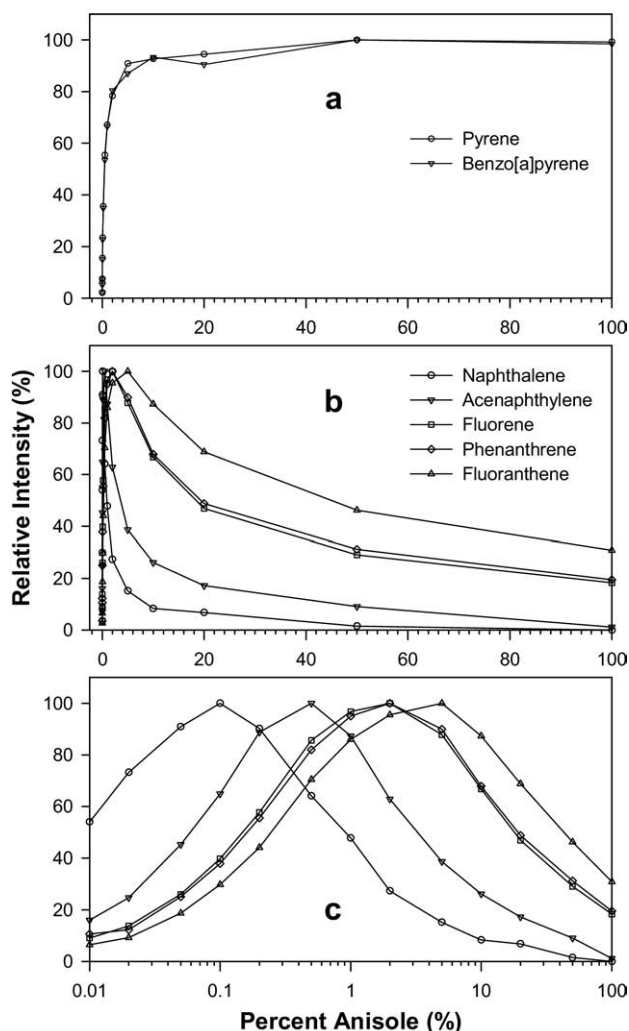 100
80
60
40
20
0
a
Pyrene
Benzo[a]pyrene
0 20 40 60 80 100
100
80
60
40
20
0
b
Naphthalene
Acenaphthylene
Fluorene
Phenanthrene
Fluoranthene
0 20 40 60 80 100
Relative Intensity (%)
100
80
60
40
20
0
c
0.01 0.1 1 10 100
Percent Anisole (%)